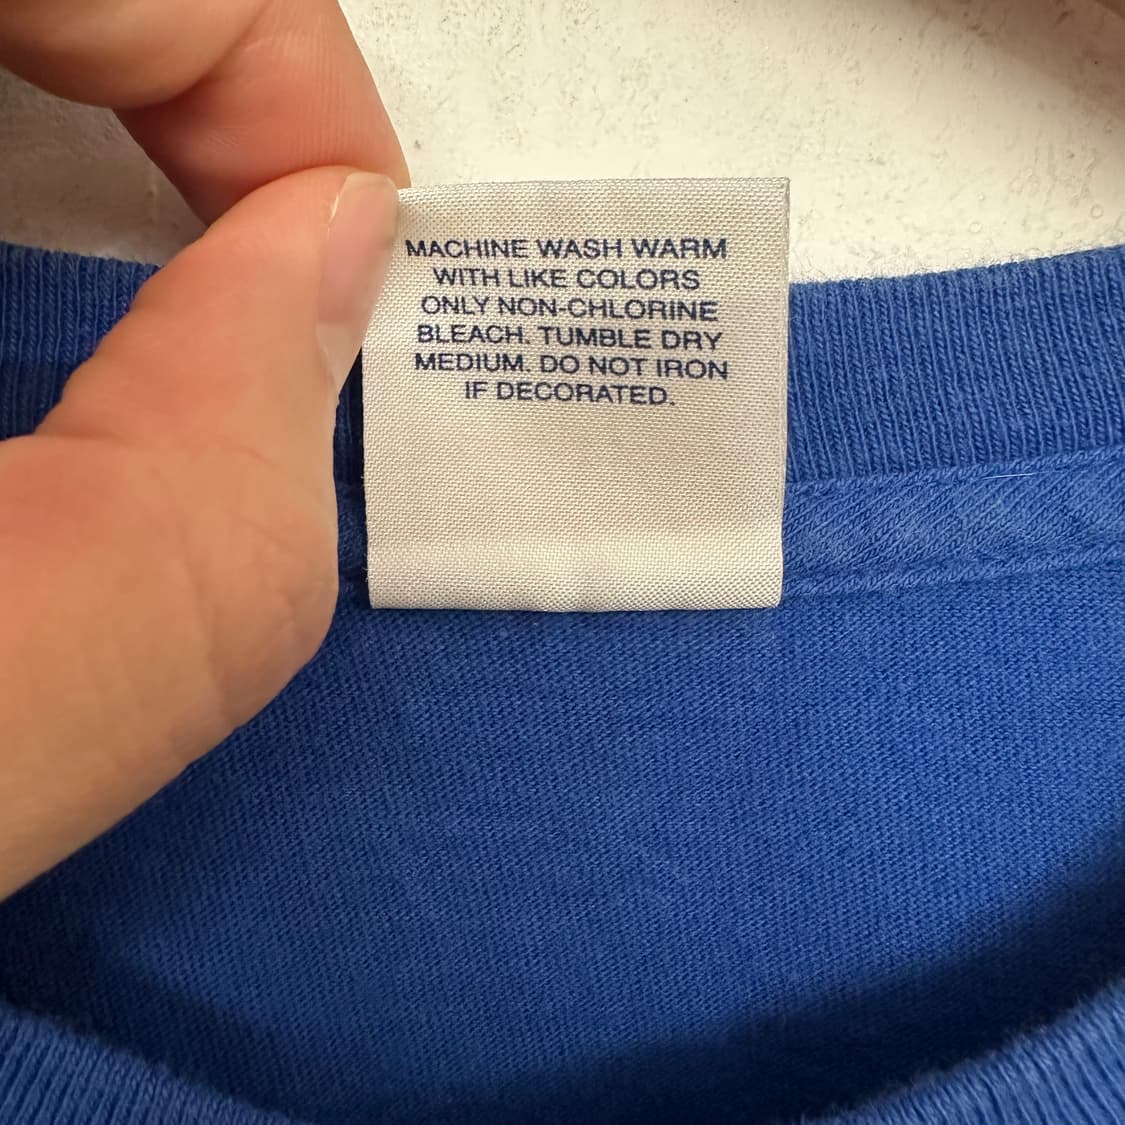 MACHINE WASH WARM
WITH LIKE COLORS
ONLY NON-CHLORINE
BLEACH. TUMBLE DRY
MEDIUM. DO NOT IRON
IF DECORATED.